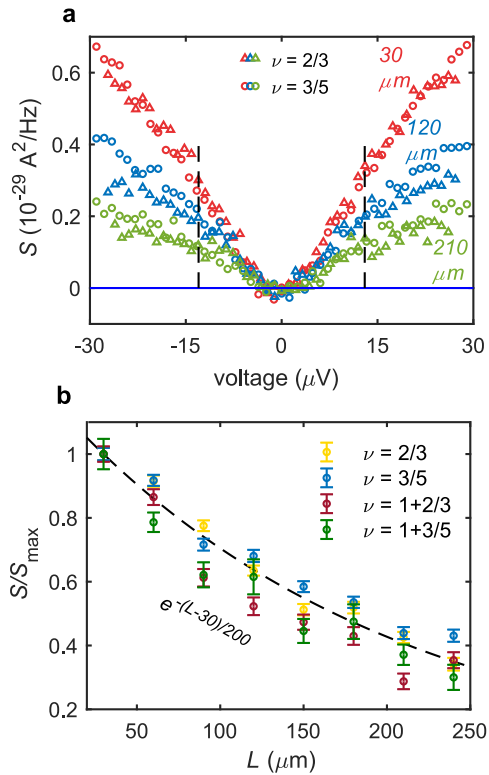 a
ν = 2/3
ν = 3/5
30 μm
120 μm
210 μm
0.6
0.4
0.2
0
S (10⁻²⁹ A²/Hz)
-30 -15 0 15 30
voltage (μV)
b
ν = 2/3
ν = 3/5
ν = 1+2/3
ν = 1+3/5
1
0.8
0.6
0.4
0.2
S/Smax
e-(L-30)/200
50 100 150 200 250
L (μm)